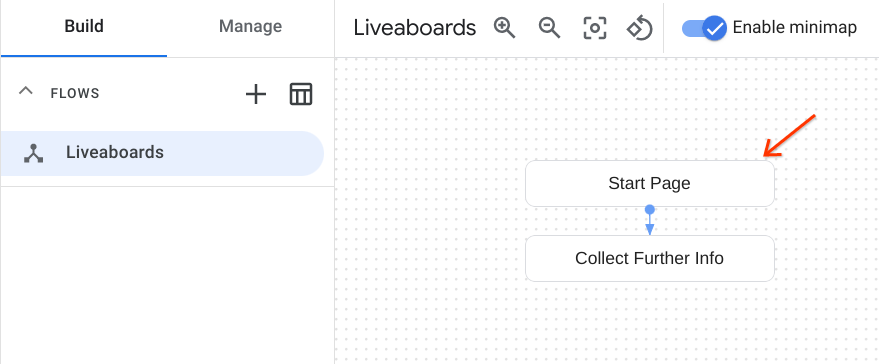 Build
Manage
Liveaboards
Enable minimap
FLOWS
Liveaboards
Start Page
Collect Further Info